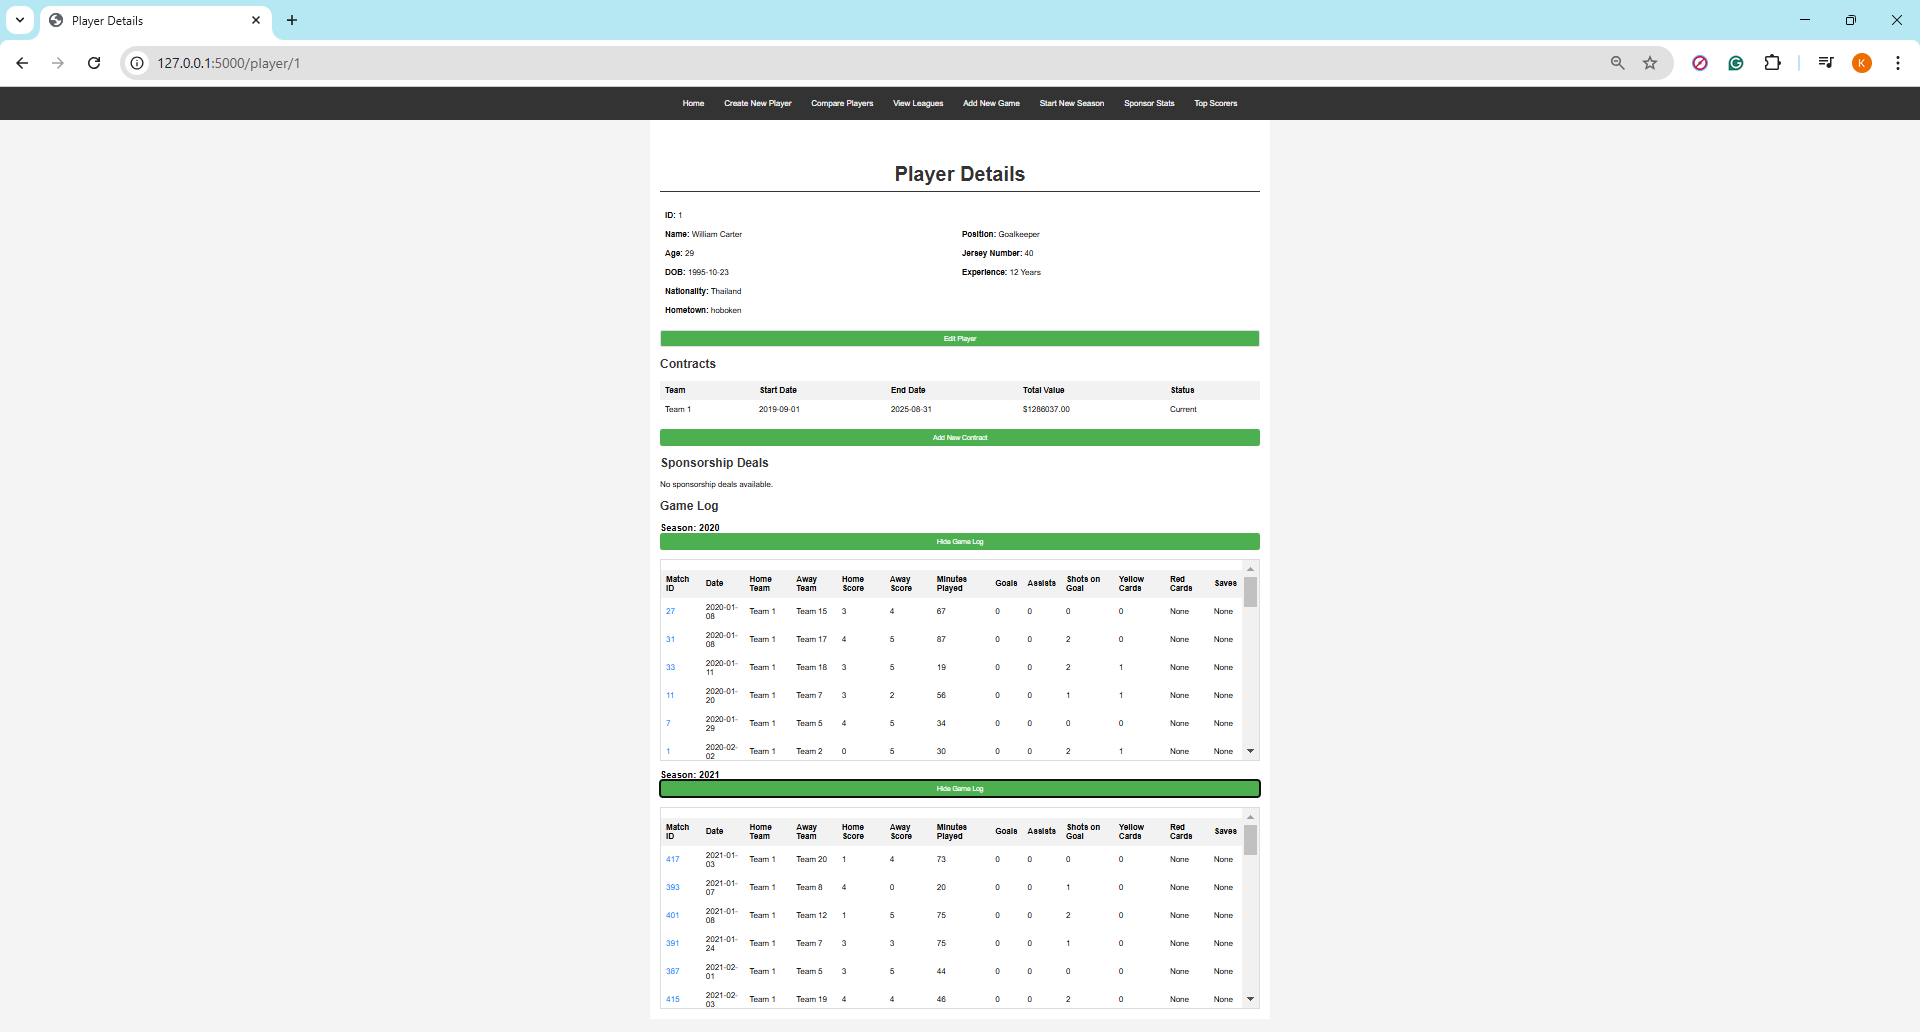 Player Details
127.0.0.1:5000/player/1
K
Home Create New Player Compare Players View Leagues Add New Game Start New Season Sponsor Stats Top Scorers
Player Details
ID: 1
Name: William Carter Position: Goalkeeper
Age: 29 Jersey Number: 40
DOB: 1995-10-23 Experience: 12 Years
Nationality: Thailand
Hometown: hoboken
Edit Player
Contracts
Team Start Date End Date Total Value Status
Team 1 2019-09-01 2025-08-31 $1286037.00 Current
Add New Contract
Sponsorship Deals
No sponsorship deals available.
Game Log
Season: 2020
Hide Game Log
Match ID Date Home Team Away Team Home Score Away Score Minutes Played Goals Assists Shots on Goal Yellow Cards Red Cards Saves
27 2020-01-08 Team 1 Team 15 3 4 67 0 0 0 0 None None
31 2020-01-08 Team 1 Team 17 4 5 87 0 0 2 0 None None
33 2020-01-11 Team 1 Team 18 3 5 19 0 0 2 1 None None
11 2020-01-20 Team 1 Team 7 3 2 56 0 0 1 1 None None
7 2020-01-29 Team 1 Team 5 4 5 34 0 0 0 0 None None
1 2020-02-02 Team 1 Team 2 0 5 30 0 0 2 1 None None
Season: 2021
Hide Game Log
Match ID Date Home Team Away Team Home Score Away Score Minutes Played Goals Assists Shots on Goal Yellow Cards Red Cards Saves
417 2021-01-03 Team 1 Team 20 1 4 73 0 0 0 0 None None
393 2021-01-07 Team 1 Team 8 4 0 20 0 0 1 0 None None
401 2021-01-08 Team 1 Team 12 1 5 75 0 0 2 0 None None
391 2021-01-24 Team 1 Team 7 3 3 75 0 0 1 0 None None
387 2021-02-01 Team 1 Team 5 3 5 44 0 0 0 0 None None
415 2021-02-03 Team 1 Team 19 4 4 46 0 0 2 0 None None